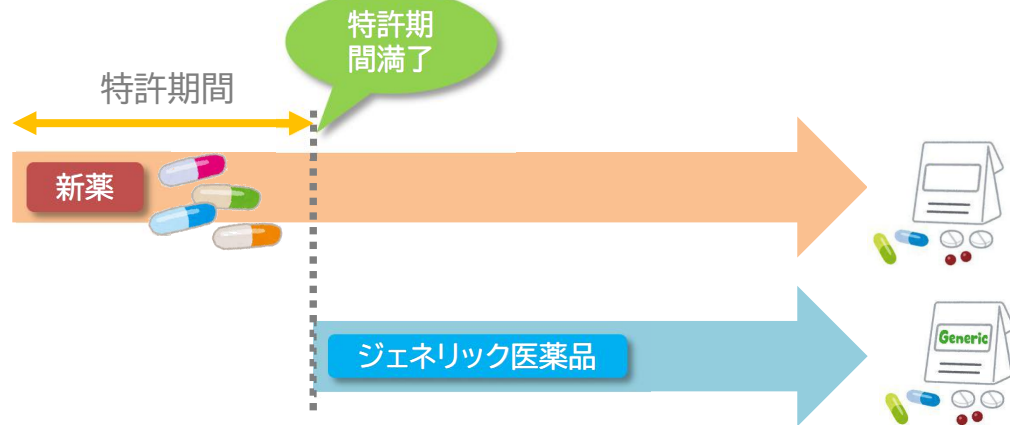 特許期
間満了
特許期間
新薬
ジェネリック医薬品
Generic